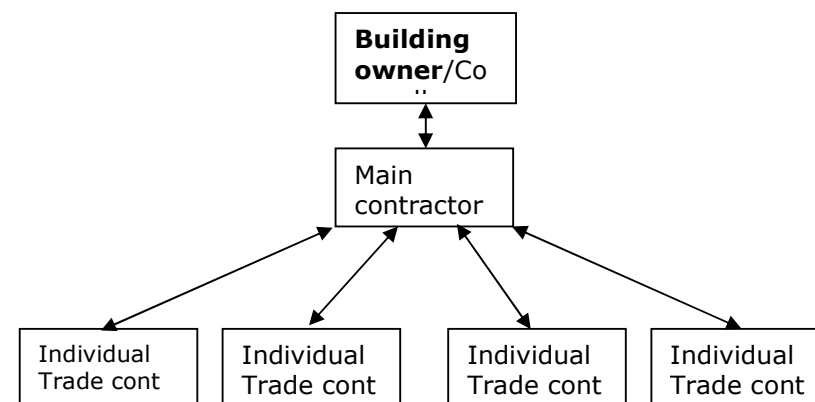 Building
owner/Co
Main
contractor
Individual
Trade cont
Individual
Trade cont
Individual
Trade cont
Individual
Trade cont